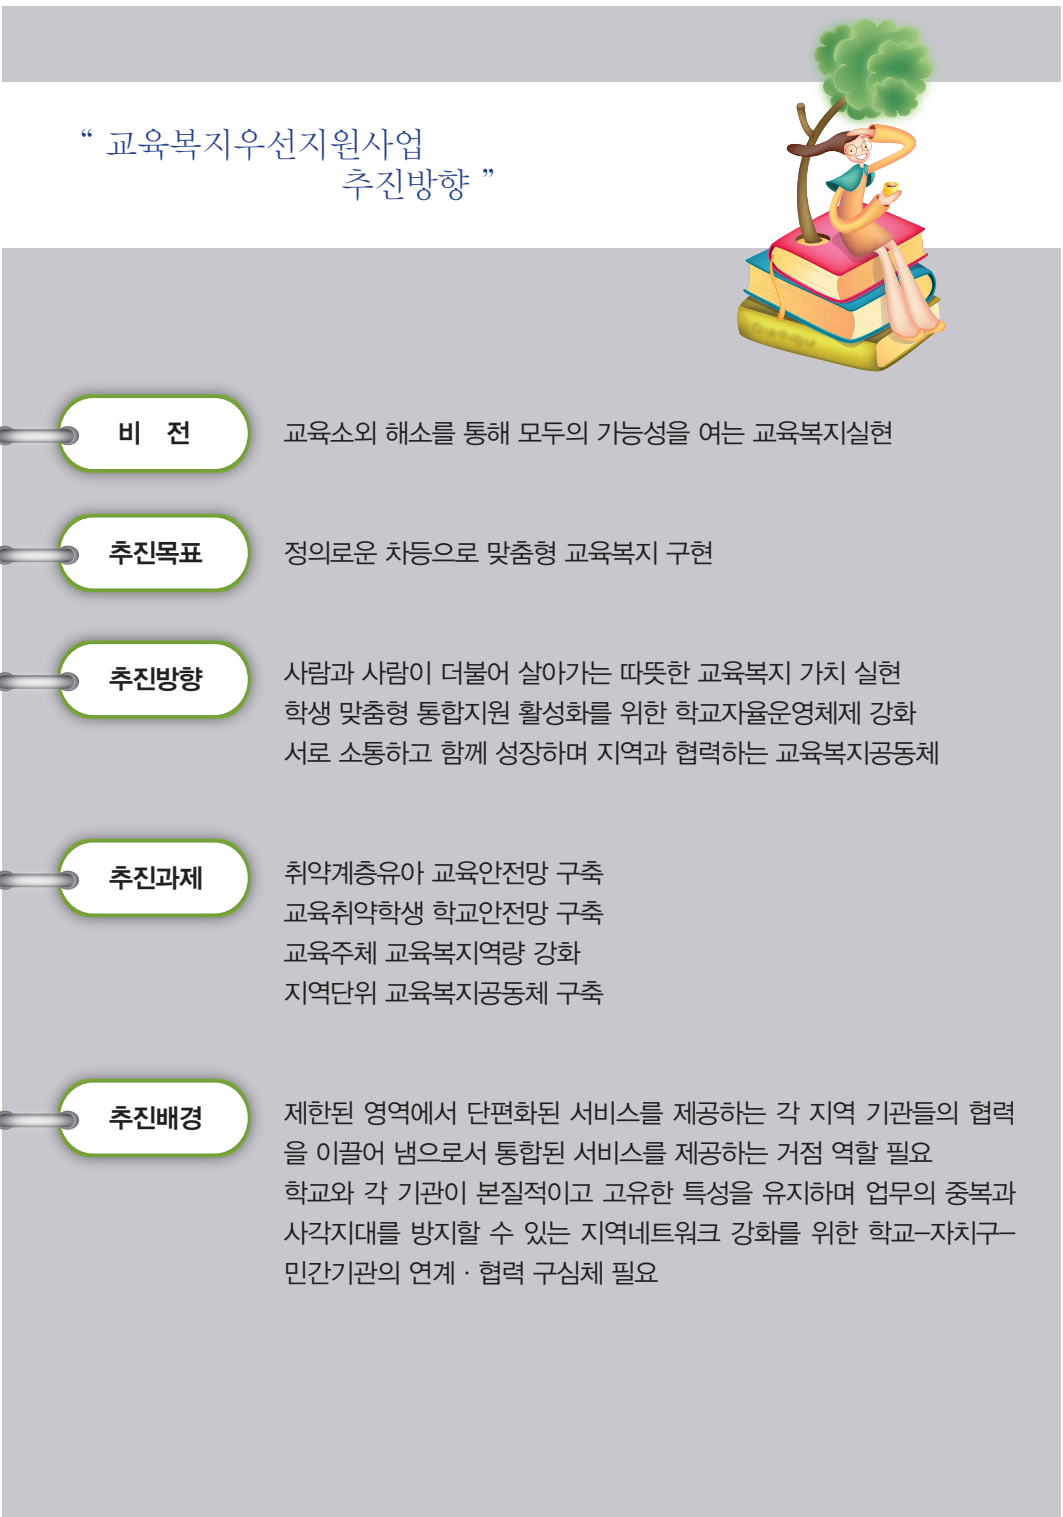 “ 교육복지우선지원사업
추진방향 ”
비 전
교육소외 해소를 통해 모두의 가능성을 여는 교육복지실현
추진목표
정의로운 차등으로 맞춤형 교육복지 구현
추진방향
사람과 사람이 더불어 살아가는 따뜻한 교육복지 가치 실현
학생 맞춤형 통합지원 활성화를 위한 학교자율운영체제 강화
서로 소통하고 함께 성장하며 지역과 협력하는 교육복지공동체
추진과제
취약계층유아 교육안전망 구축
교육취약학생 학교안전망 구축
교육주체 교육복지역량 강화
지역단위 교육복지공동체 구축
추진배경
제한된 영역에서 단편화된 서비스를 제공하는 각 지역 기관들의 협력
을 이끌어 냄으로서 통합된 서비스를 제공하는 거점 역할 필요
학교와 각 기관이 본질적이고 고유한 특성을 유지하며 업무의 중복과
사각지대를 방지할 수 있는 지역네트워크 강화를 위한 학교–자치구–
민간기관의 연계 · 협력 구심체 필요